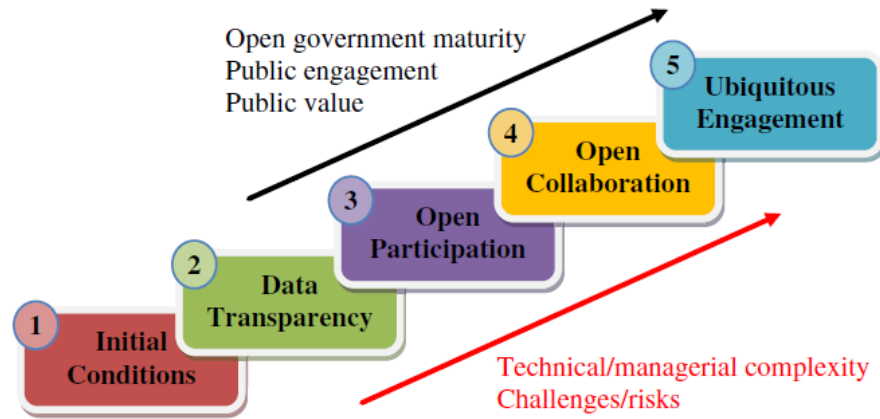 Open government maturity
Public engagement
Public value
5
Ubiquitous
Engagement
4
Open
Collaboration
3
Open
Participation
2
Data
Transparency
1
Initial
Conditions
Technical/managerial complexity
Challenges/risks